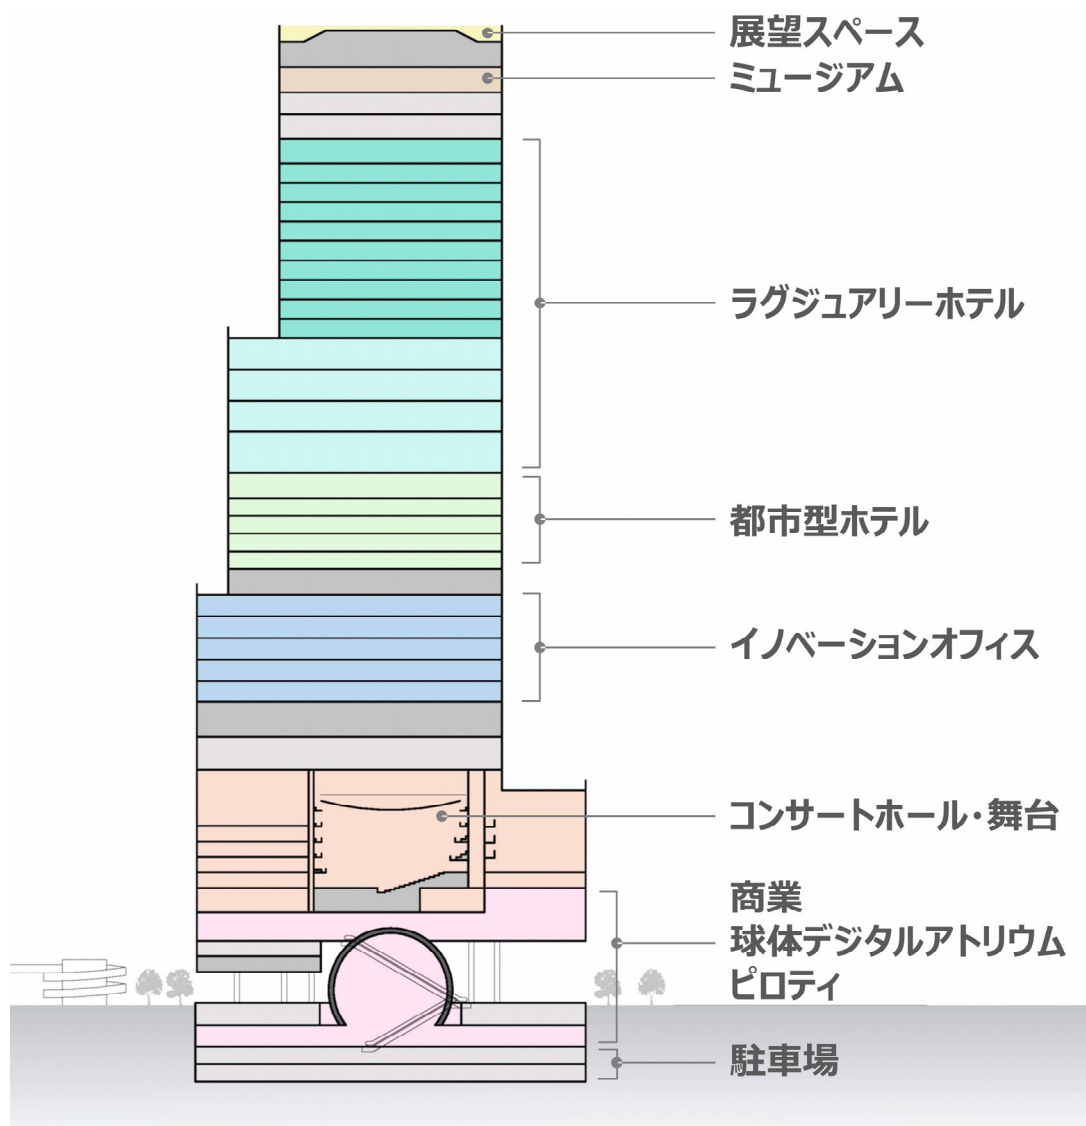 展望スペース
ミュージアム
ラグジュアリーホテル
都市型ホテル
イノベーションオフィス
コンサートホール・舞台
商業
球体デジタルアトリウム
ピロティ
駐車場